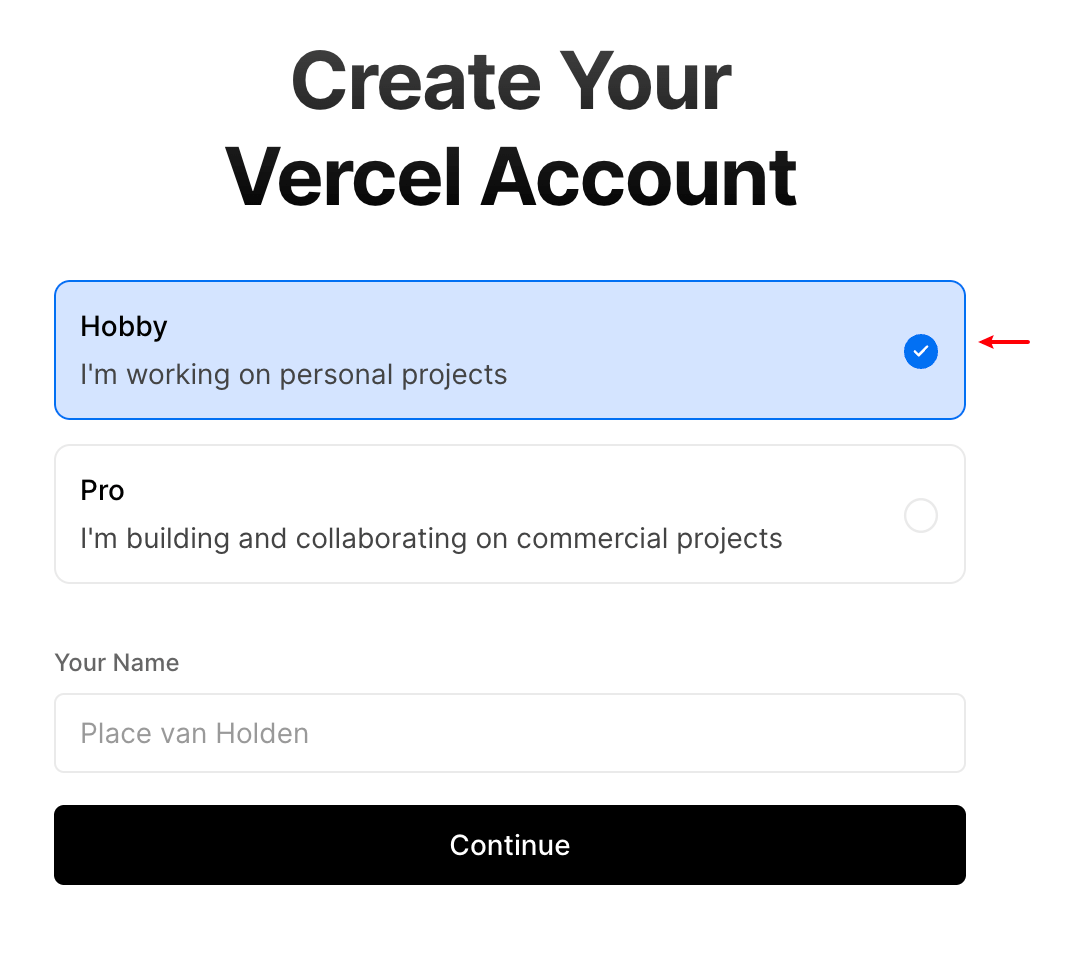 Create Your
Vercel Account
Hobby
I'm working on personal projects
Pro
I'm building and collaborating on commercial projects
Your Name
Place van Holden
Continue